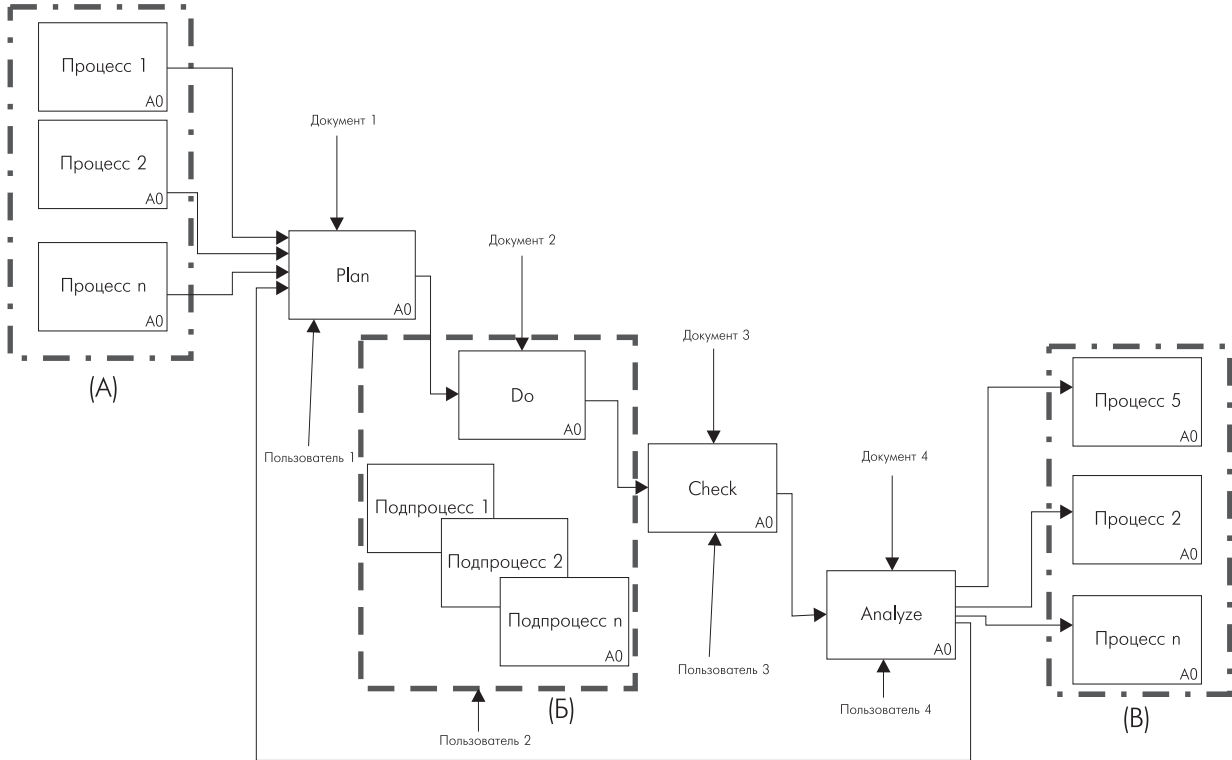 Процесс 1
A0
Процесс 2
A0
Процесс n
A0
(А)
Документ 1
Plan
A0
Пользователь 1
Документ 2
Do
A0
Подпроцесс 1
Подпроцесс 2
Подпроцесс n
A0
(Б)
Пользователь 2
Документ 3
Check
A0
Пользователь 3
Документ 4
Analyze
A0
Пользователь 4
Процесс 5
A0
Процесс 2
A0
Процесс n
A0
(В)